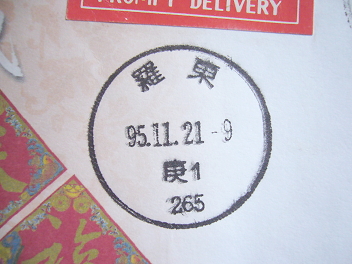 PROMPT DELIVERY
羅東
95.11.21-9
庚1
265